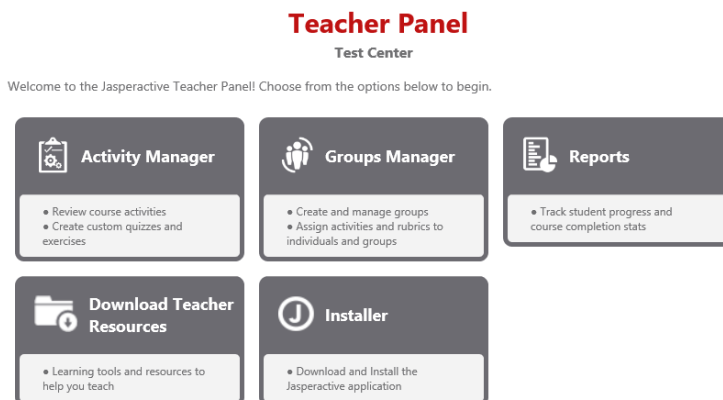 Teacher Panel
Test Center
Welcome to the Jasperactive Teacher Panel! Choose from the options below to begin.
Activity Manager
● Review course activities
● Create custom quizzes and
exercises
Groups Manager
● Create and manage groups
● Assign activities and rubrics to
individuals and groups
Reports
● Track student progress and
course completion stats
Download Teacher
Resources
● Learning tools and resources to
help you teach
J
Installer
● Download and Install the
Jasperactive application